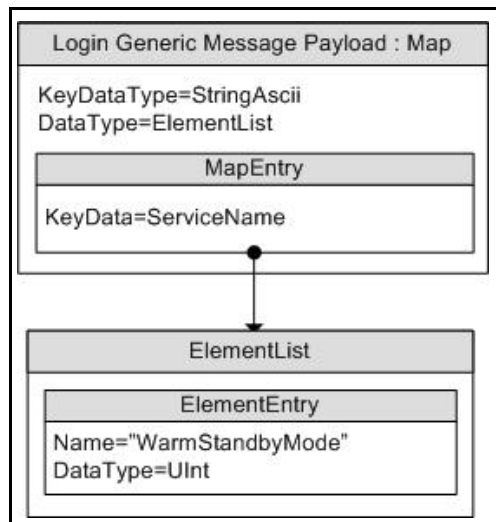 Login Generic Message Payload : Map
KeyDataType=StringAscii
DataType=ElementList
MapEntry
KeyData=ServiceName
ElementList
ElementEntry
Name="WarmStandbyMode"
DataType=UInt